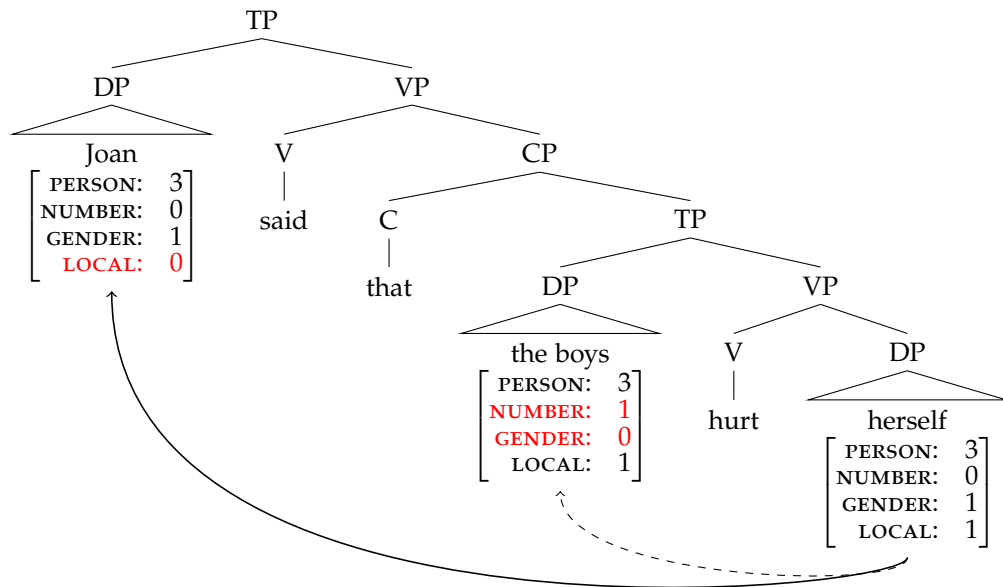 TP
DP VP
Joan
PERSON: 3
NUMBER: 0
GENDER: 1
LOCAL: 0
V CP
said
C TP
that
DP VP
the boys
PERSON: 3
NUMBER: 1
GENDER: 0
LOCAL: 1
V DP
hurt
herself
PERSON: 3
NUMBER: 0
GENDER: 1
LOCAL: 1